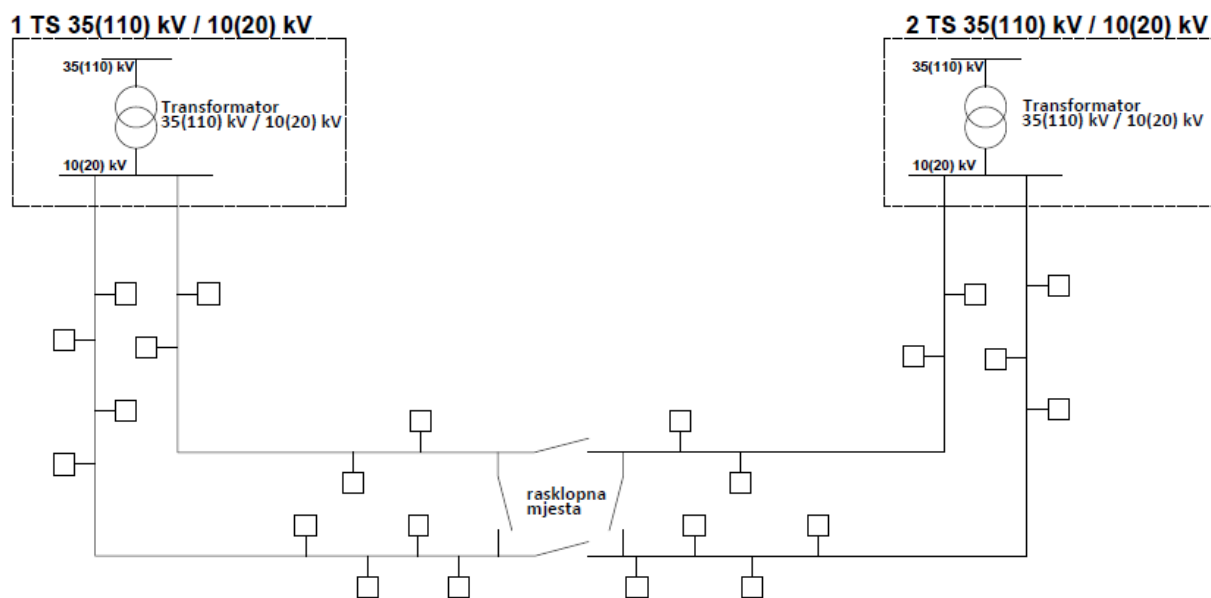 1 TS 35(110) kV / 10(20) kV
35(110) kV
Transformator
35(110) kV / 10(20) kV
10(20) kV
2 TS 35(110) kV / 10(20) kV
35(110) kV
Transformator
35(110) kV / 10(20) kV
10(20) kV
rasklopna
mjesta